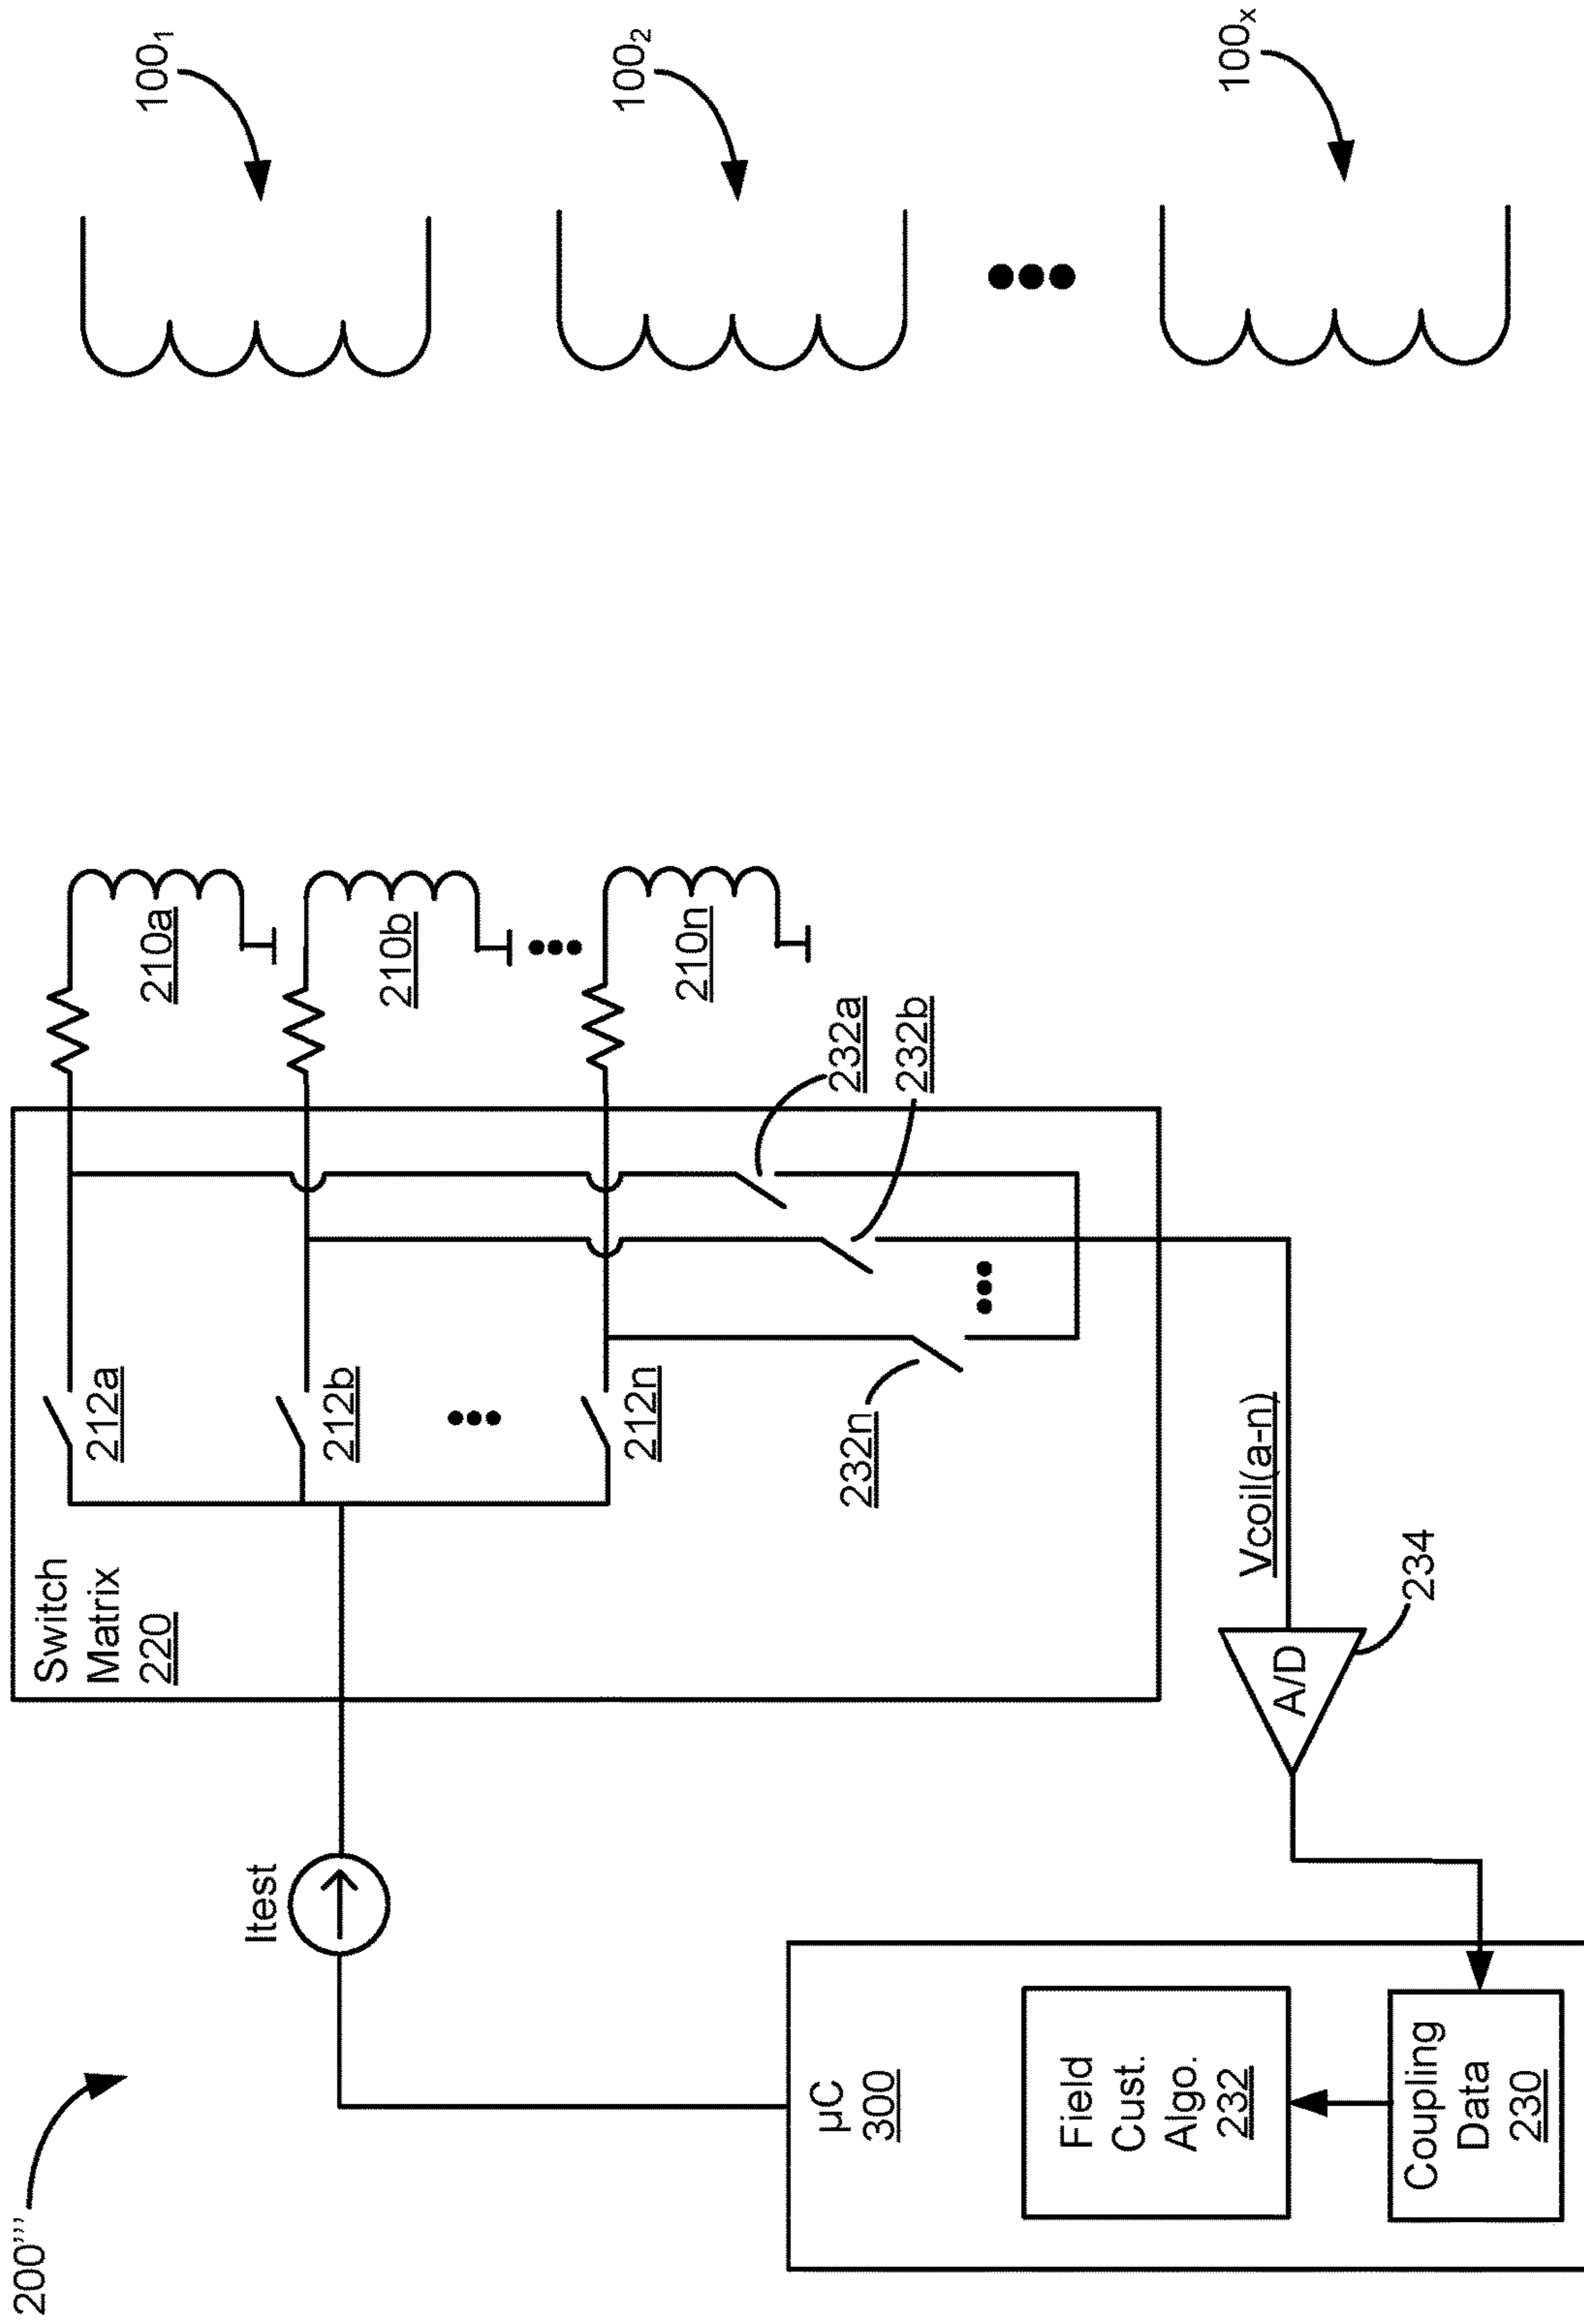 200'''
Itest
Switch
Matrix
220
212a
212b
212n
210a
210b
210n
232a
232b
232n
Vcoil(a-n)
A/D
234
µC
300
Field
Cust.
Algo.
232
Coupling
Data
230
100₁
100₂
100ₓ